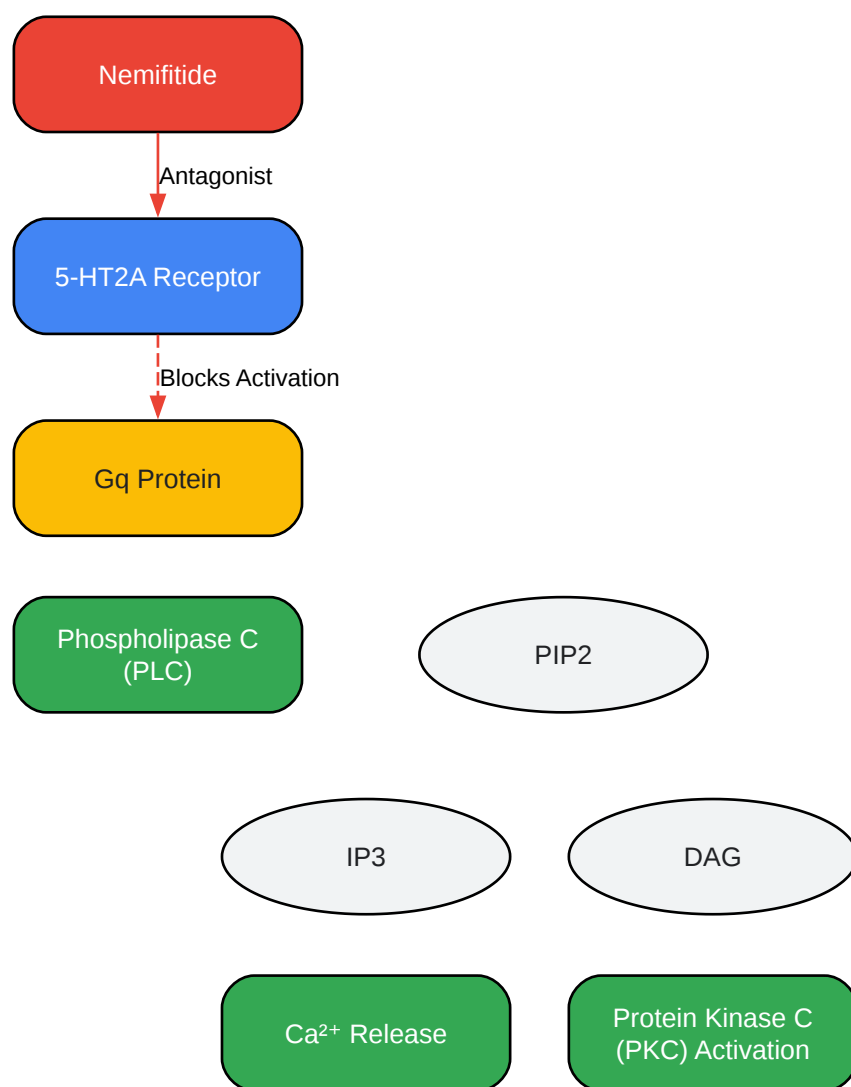 Nemifitide
Antagonist
5-HT2A Receptor
Blocks Activation
Gq Protein
Phospholipase C
(PLC)
PIP2
IP3
DAG
Ca²⁺ Release
Protein Kinase C
(PKC) Activation